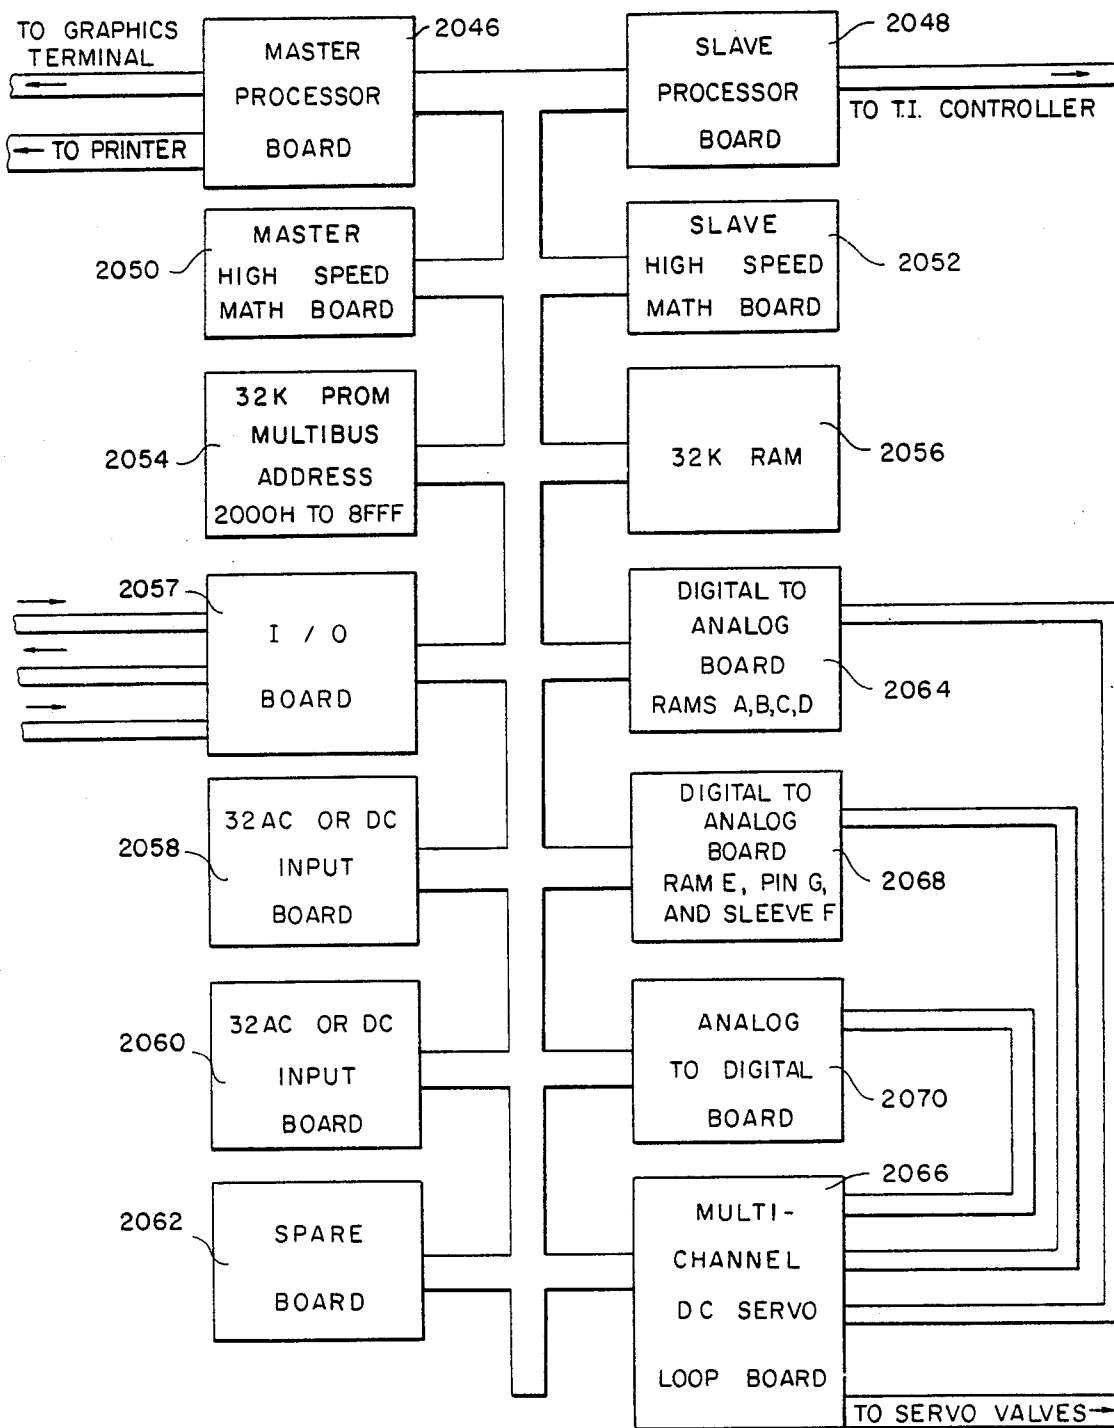 TO GRAPHICS
TERMINAL
TO PRINTER
MASTER
PROCESSOR
BOARD
2046
SLAVE
PROCESSOR
BOARD
2048
TO T.I. CONTROLLER
2050
MASTER
HIGH SPEED
MATH BOARD
SLAVE
HIGH SPEED
MATH BOARD
2052
2054
32K PROM
MULTIBUS
ADDRESS
2000H TO 8FFF
32K RAM
2056
2057
I / O
BOARD
DIGITAL TO
ANALOG
BOARD
RAMS A,B,C,D
2064
2058
32AC OR DC
INPUT
BOARD
DIGITAL TO
ANALOG
BOARD
RAM E, PIN G,
AND SLEEVE F
2068
2060
32AC OR DC
INPUT
BOARD
ANALOG
TO DIGITAL
BOARD
2070
2062
SPARE
BOARD
2066
MULTI-
CHANNEL
DC SERVO
LOOP BOARD
TO SERVO VALVES